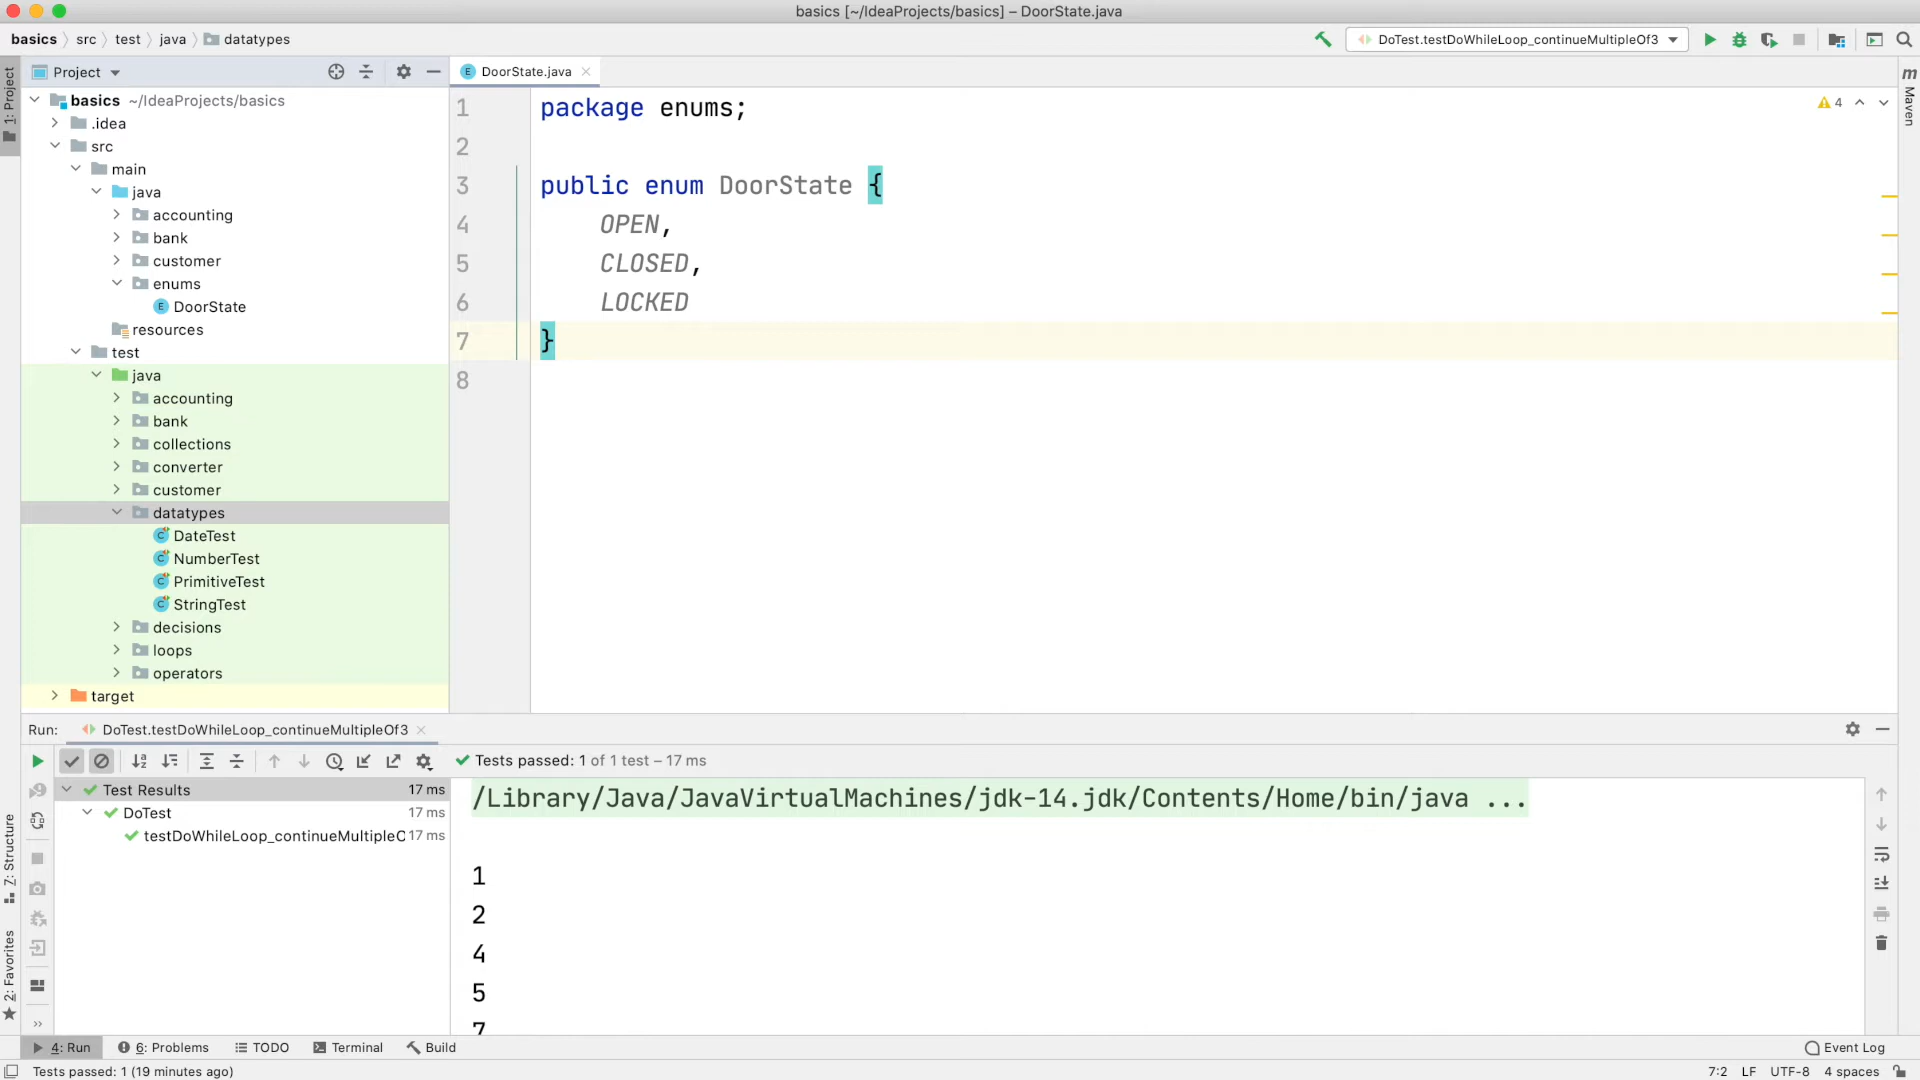 basics [~/IdeaProjects/basics] – DoorState.java
basics src test java datatypes
DoTest.testDoWhileLoop_continueMultipleOf3
1: Project
Project
DoorState.java
m
Maven
basics ~/IdeaProjects/basics
.idea
src
main
java
accounting
bank
customer
enums
DoorState
resources
test
java
accounting
bank
collections
converter
customer
datatypes
DateTest
NumberTest
PrimitiveTest
StringTest
decisions
loops
operators
target
4
1 package enums;
2
3 public enum DoorState {
4 OPEN,
5 CLOSED,
6 LOCKED
7 }
8
Run: DoTest.testDoWhileLoop_continueMultipleOf3
Tests passed: 1 of 1 test – 17 ms
Test Results 17 ms
DoTest 17 ms
testDoWhileLoop_continueMultipleO 17 ms
/Library/Java/JavaVirtualMachines/jdk-14.jdk/Contents/Home/bin/java ...
1
2
4
5
7
Z: Structure
2: Favorites
4: Run 6: Problems TODO Terminal Build Event Log
Tests passed: 1 (19 minutes ago) 7:2 LF UTF-8 4 spaces